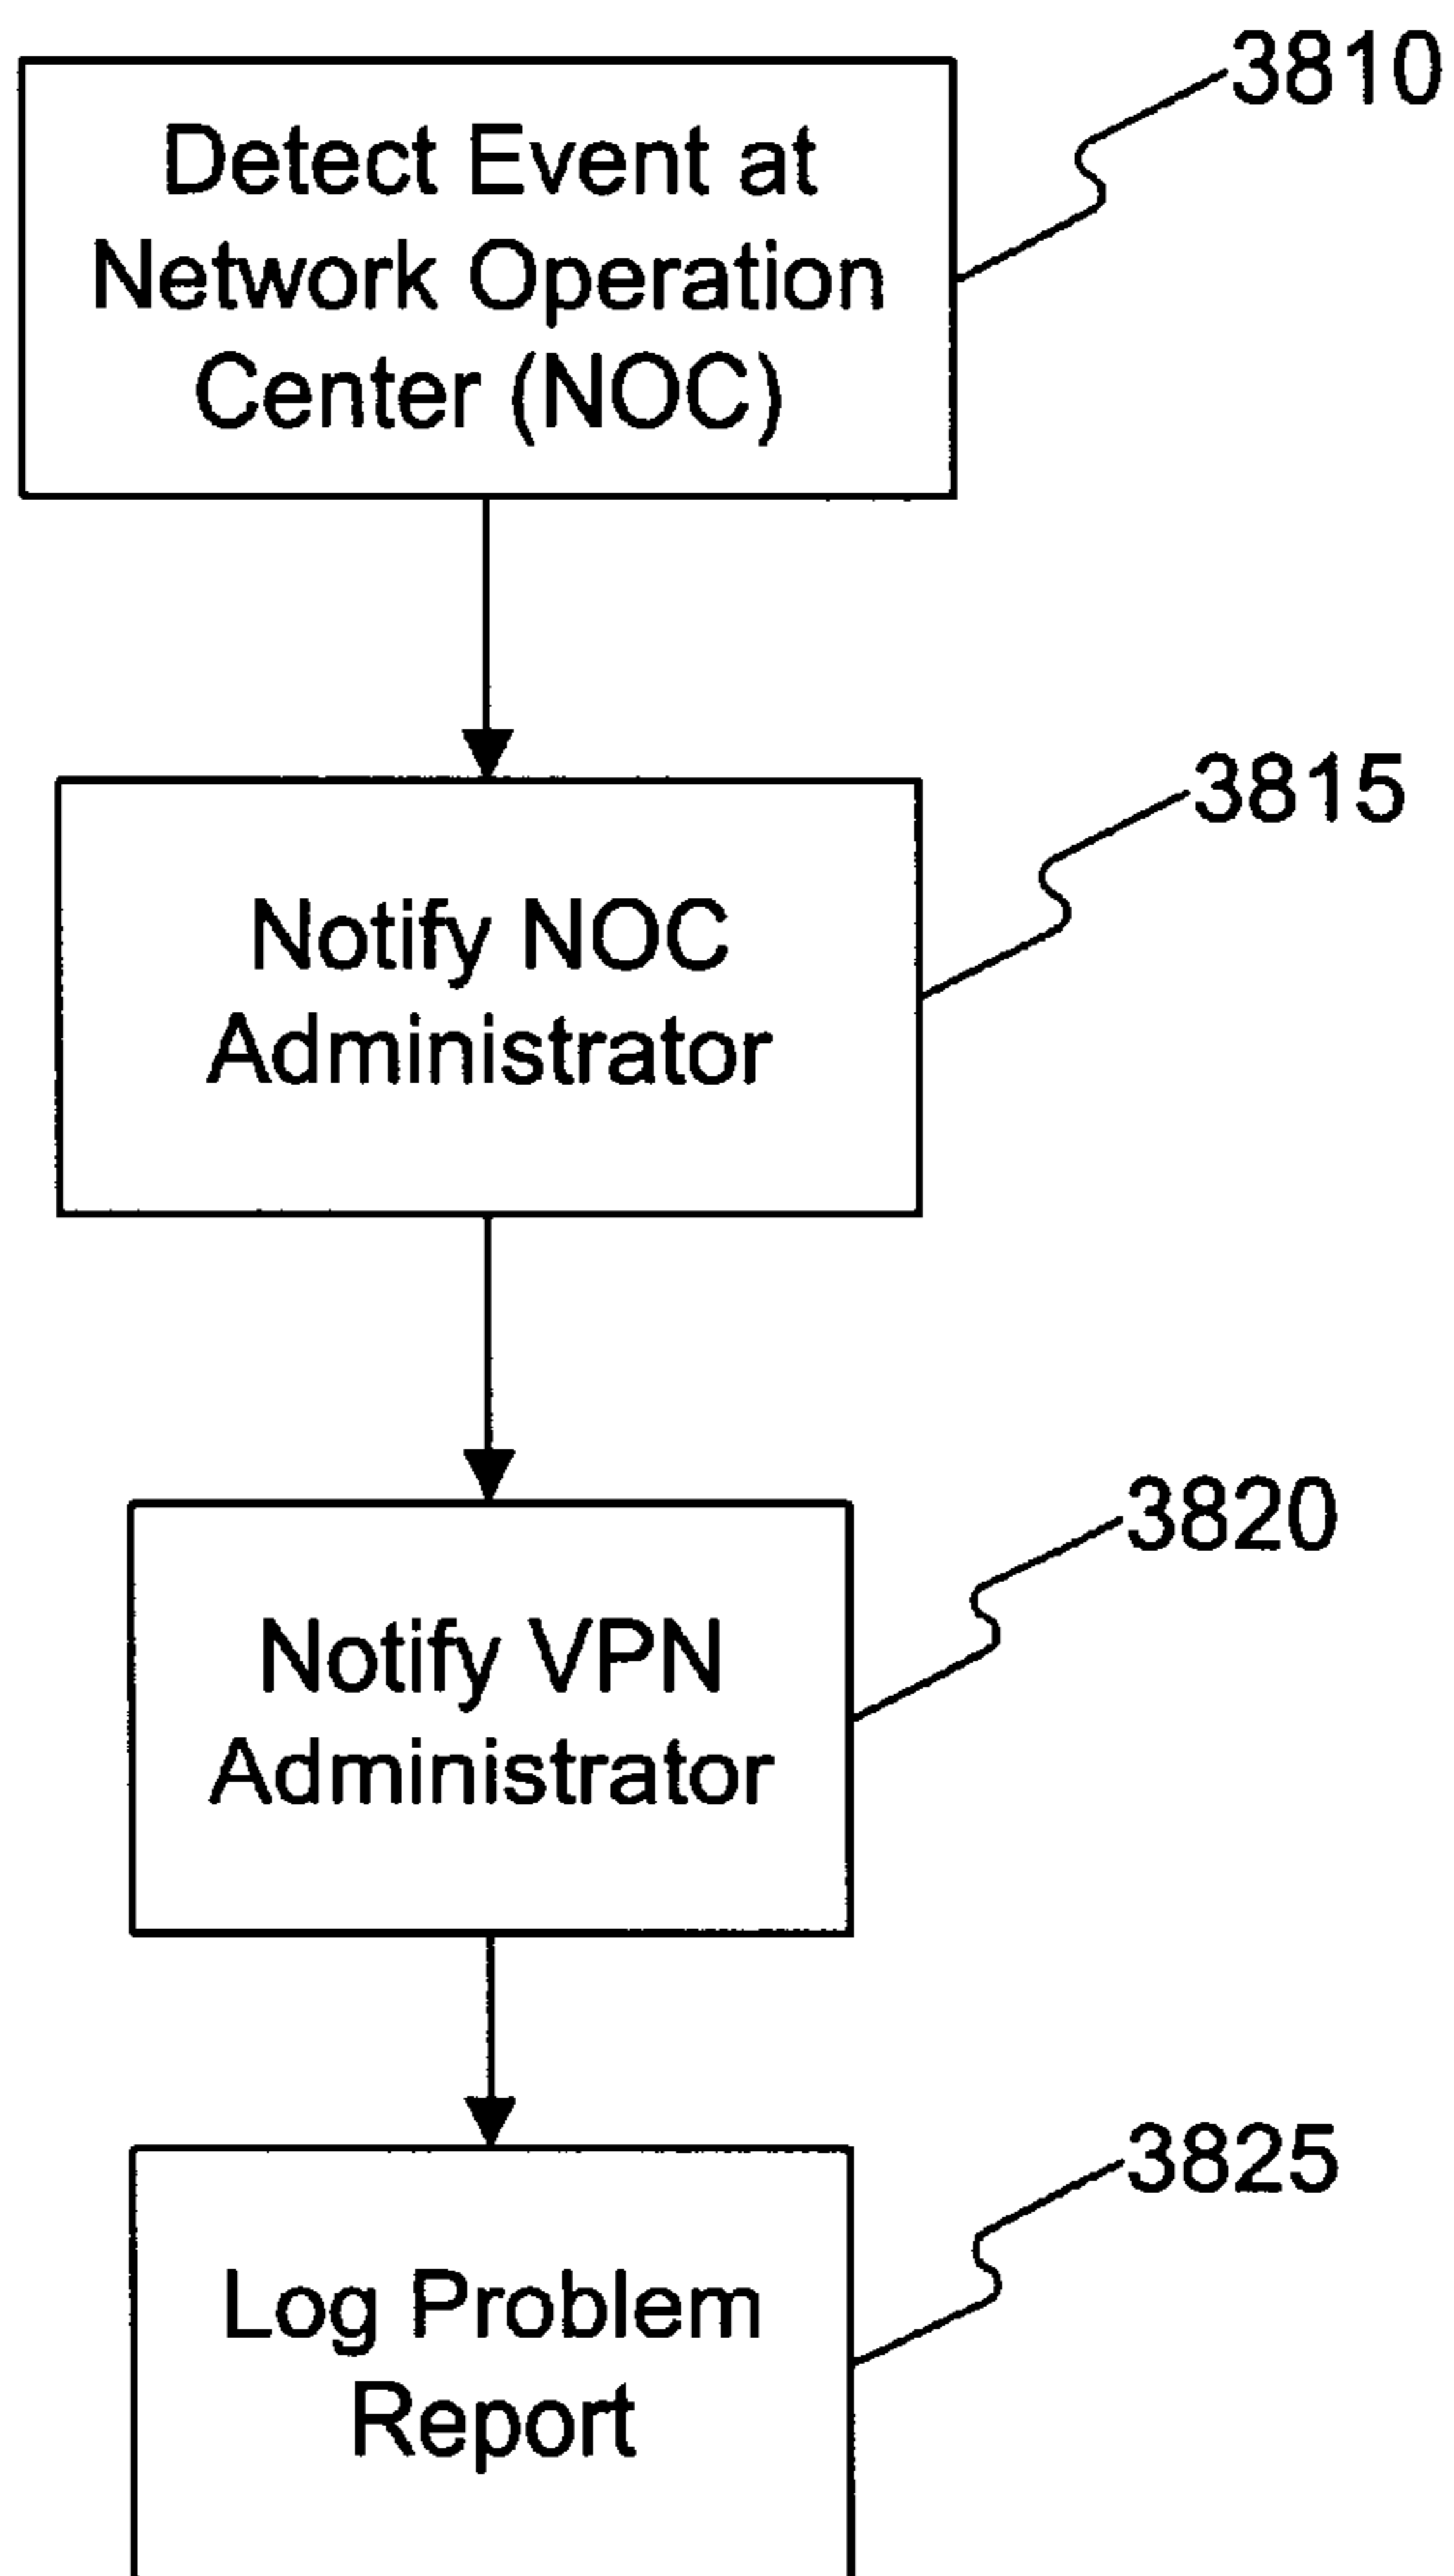 3810
Detect Event at
Network Operation
Center (NOC)
3815
Notify NOC
Administrator
3820
Notify VPN
Administrator
3825
Log Problem
Report